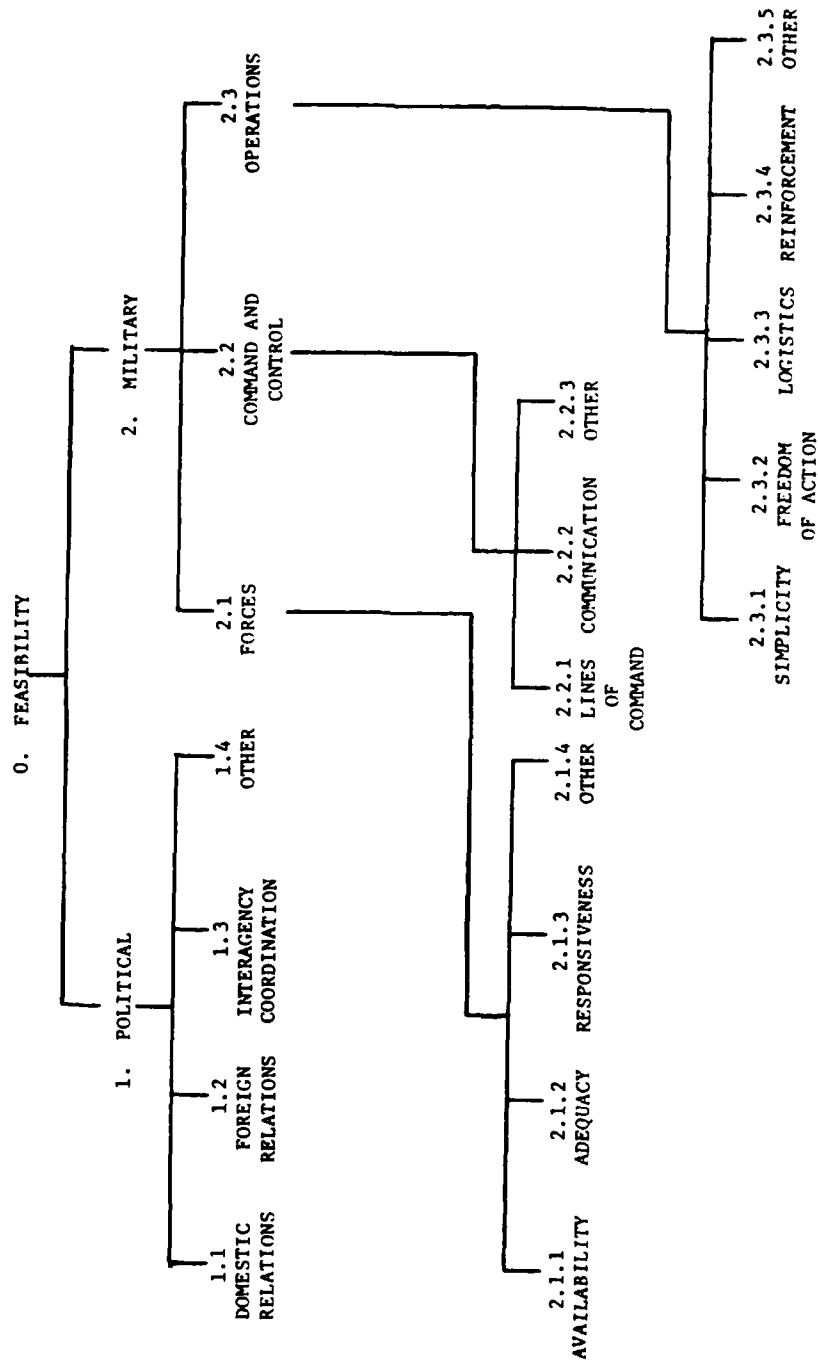 0. FEASIBILITY
1. POLITICAL
2. MILITARY
1.1
DOMESTIC
RELATIONS
1.2
FOREIGN
RELATIONS
1.3
INTERAGENCY
COORDINATION
1.4
OTHER
2.1
FORCES
2.2
COMMAND AND
CONTROL
2.3
OPERATIONS
2.1.1
AVAILABILITY
2.1.2
ADEQUACY
2.1.3
RESPONSIVENESS
2.1.4
OTHER
2.2.1
LINES
OF
COMMAND
2.2.2
COMMUNICATION
2.2.3
OTHER
2.3.1
SIMPLICITY
2.3.2
FREEDOM
OF ACTION
2.3.3
LOGISTICS
2.3.4
REINFORCEMENT
2.3.5
OTHER